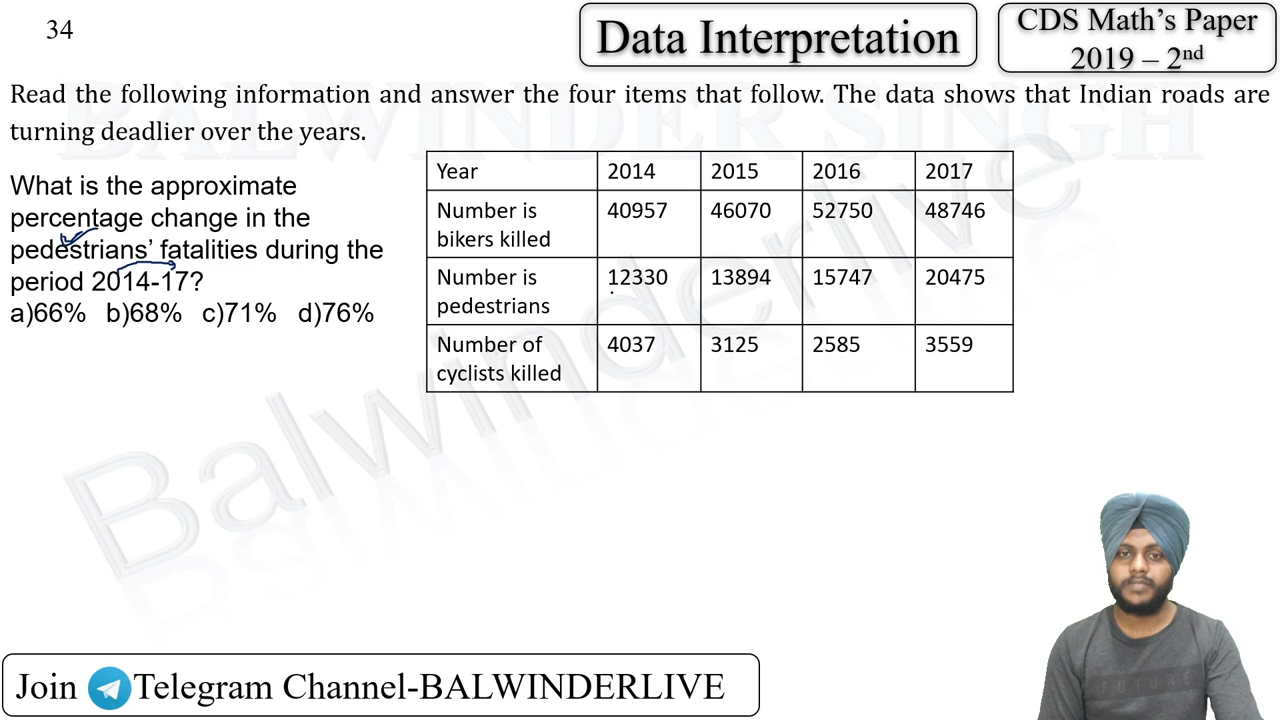 34
Data Interpretation
CDS Math's Paper
2019 – 2nd
Read the following information and answer the four items that follow. The data shows that Indian roads are
turning deadlier over the years.
What is the approximate
percentage change in the
pedestrians' fatalities during the
period 2014-17?
a)66% b)68% c)71% d)76%
Year 2014 2015 2016 2017
Number is
bikers killed 40957 46070 52750 48746
Number is
pedestrians 12330 13894 15747 20475
Number of
cyclists killed 4037 3125 2585 3559
BALWINDER SINGH
Balwinderlive
FUTURE
Join Telegram Channel-BALWINDERLIVE